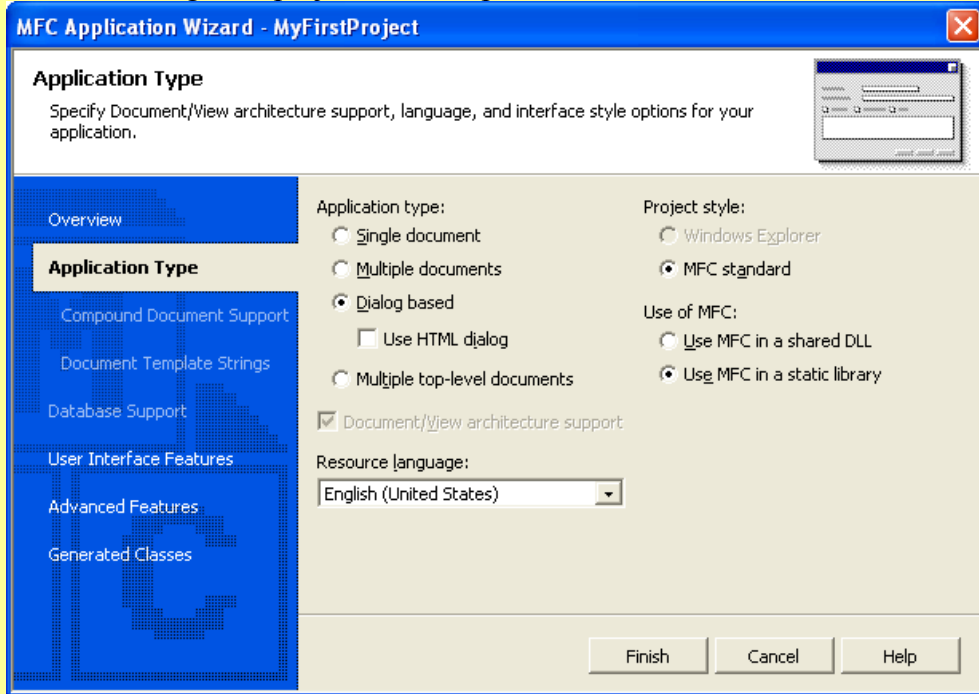 MFC Application Wizard - MyFirstProject
Application Type
Specify Document/View architecture support, language, and interface style options for your
application.
Overview
Application Type
Compound Document Support
Document Template Strings
Database Support
User Interface Features
Advanced Features
Generated Classes
Application type:
Single document
Multiple documents
Dialog based
Use HTML dialog
Multiple top-level documents
Document/View architecture support
Resource language:
English (United States)
Project style:
Windows Explorer
MFC standard
Use of MFC:
Use MFC in a shared DLL
Use MFC in a static library
Finish
Cancel
Help